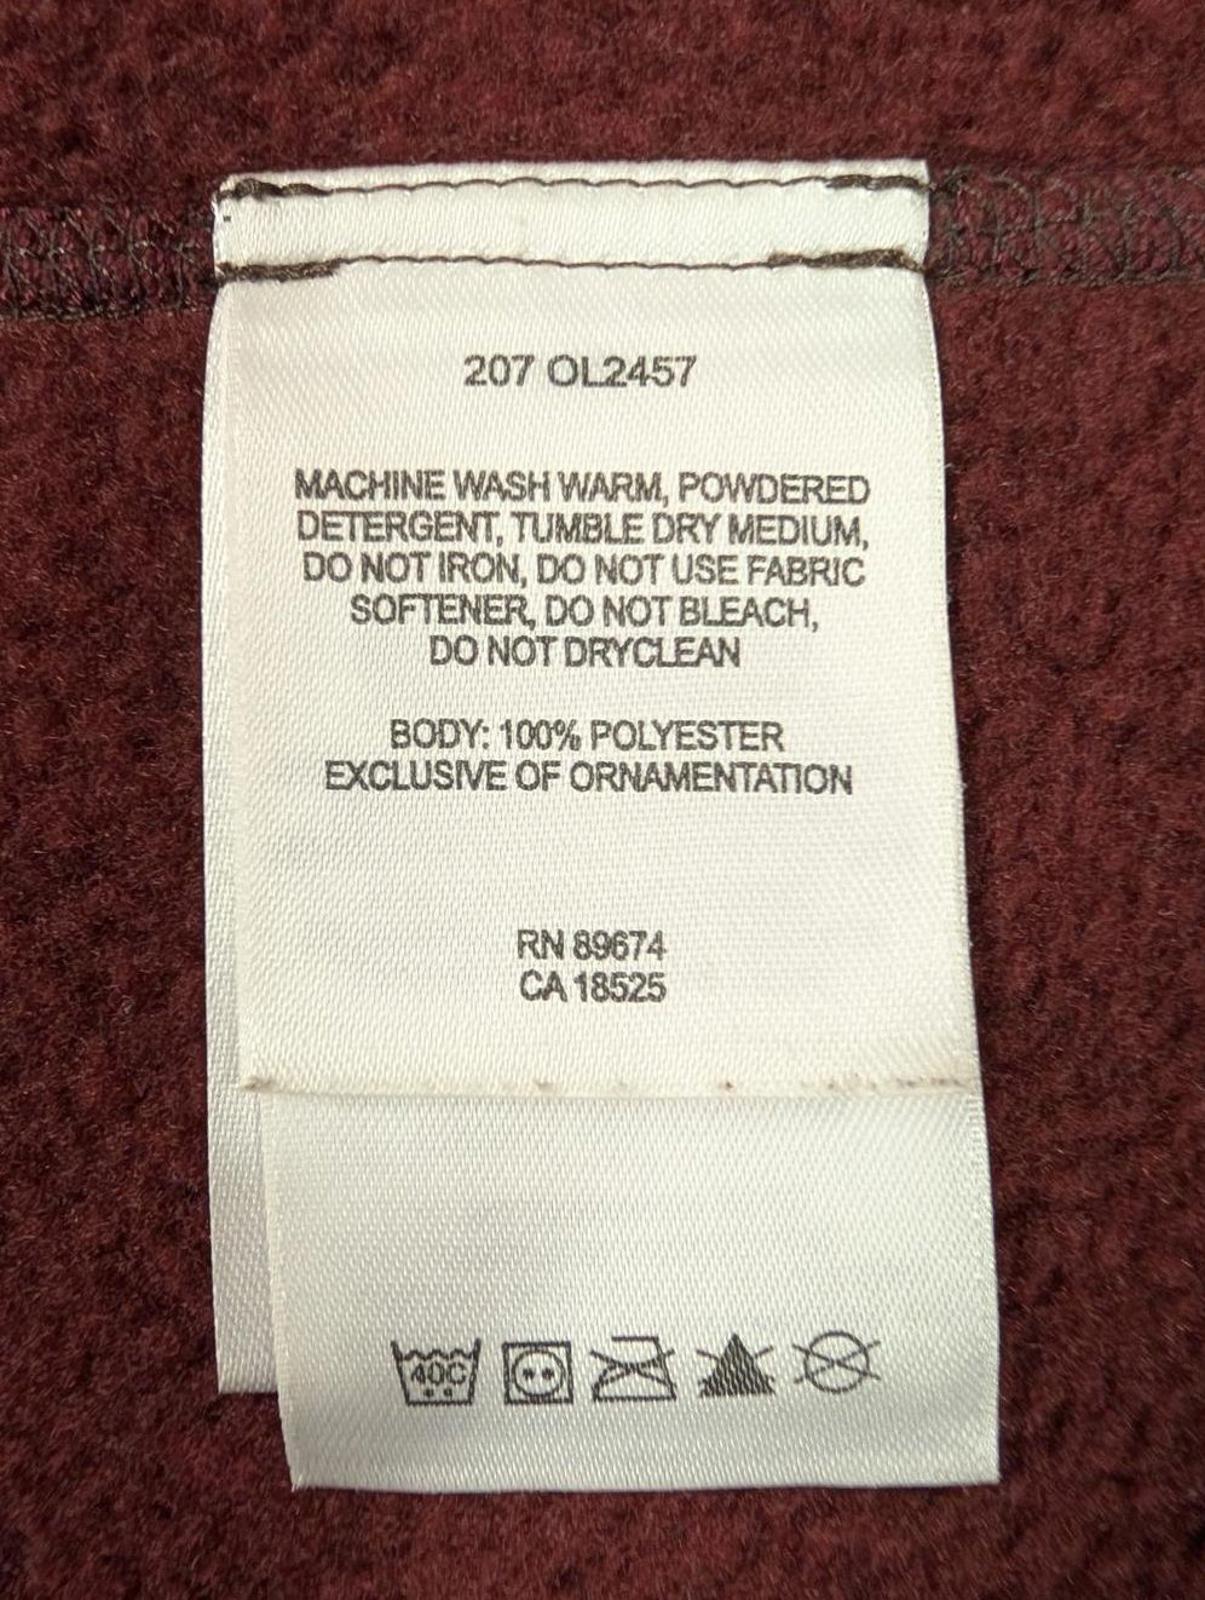 207 OL2457
MACHINE WASH WARM, POWDERED
DETERGENT, TUMBLE DRY MEDIUM,
DO NOT IRON, DO NOT USE FABRIC
SOFTENER, DO NOT BLEACH,
DO NOT DRYCLEAN
BODY: 100% POLYESTER
EXCLUSIVE OF ORNAMENTATION
RN 89674
CA 18525
40C